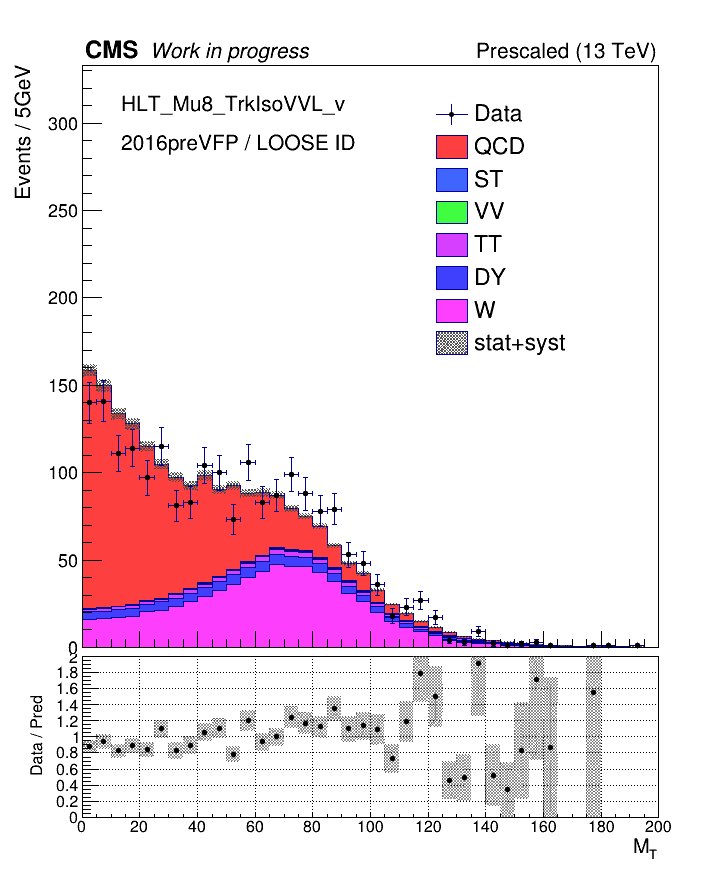 CMS Work in progress Prescaled (13 TeV)
Events / 5GeV
HLT_Mu8_TrkIsoVVL_v
2016preVFP / LOOSE ID
Data
QCD
ST
VV
TT
DY
W
stat+syst
300
250
200
150
100
50
0
Data / Pred
2
1.8
1.6
1.4
1.2
1
0.8
0.6
0.4
0.2
0
0 20 40 60 80 100 120 140 160 180 200
M_T